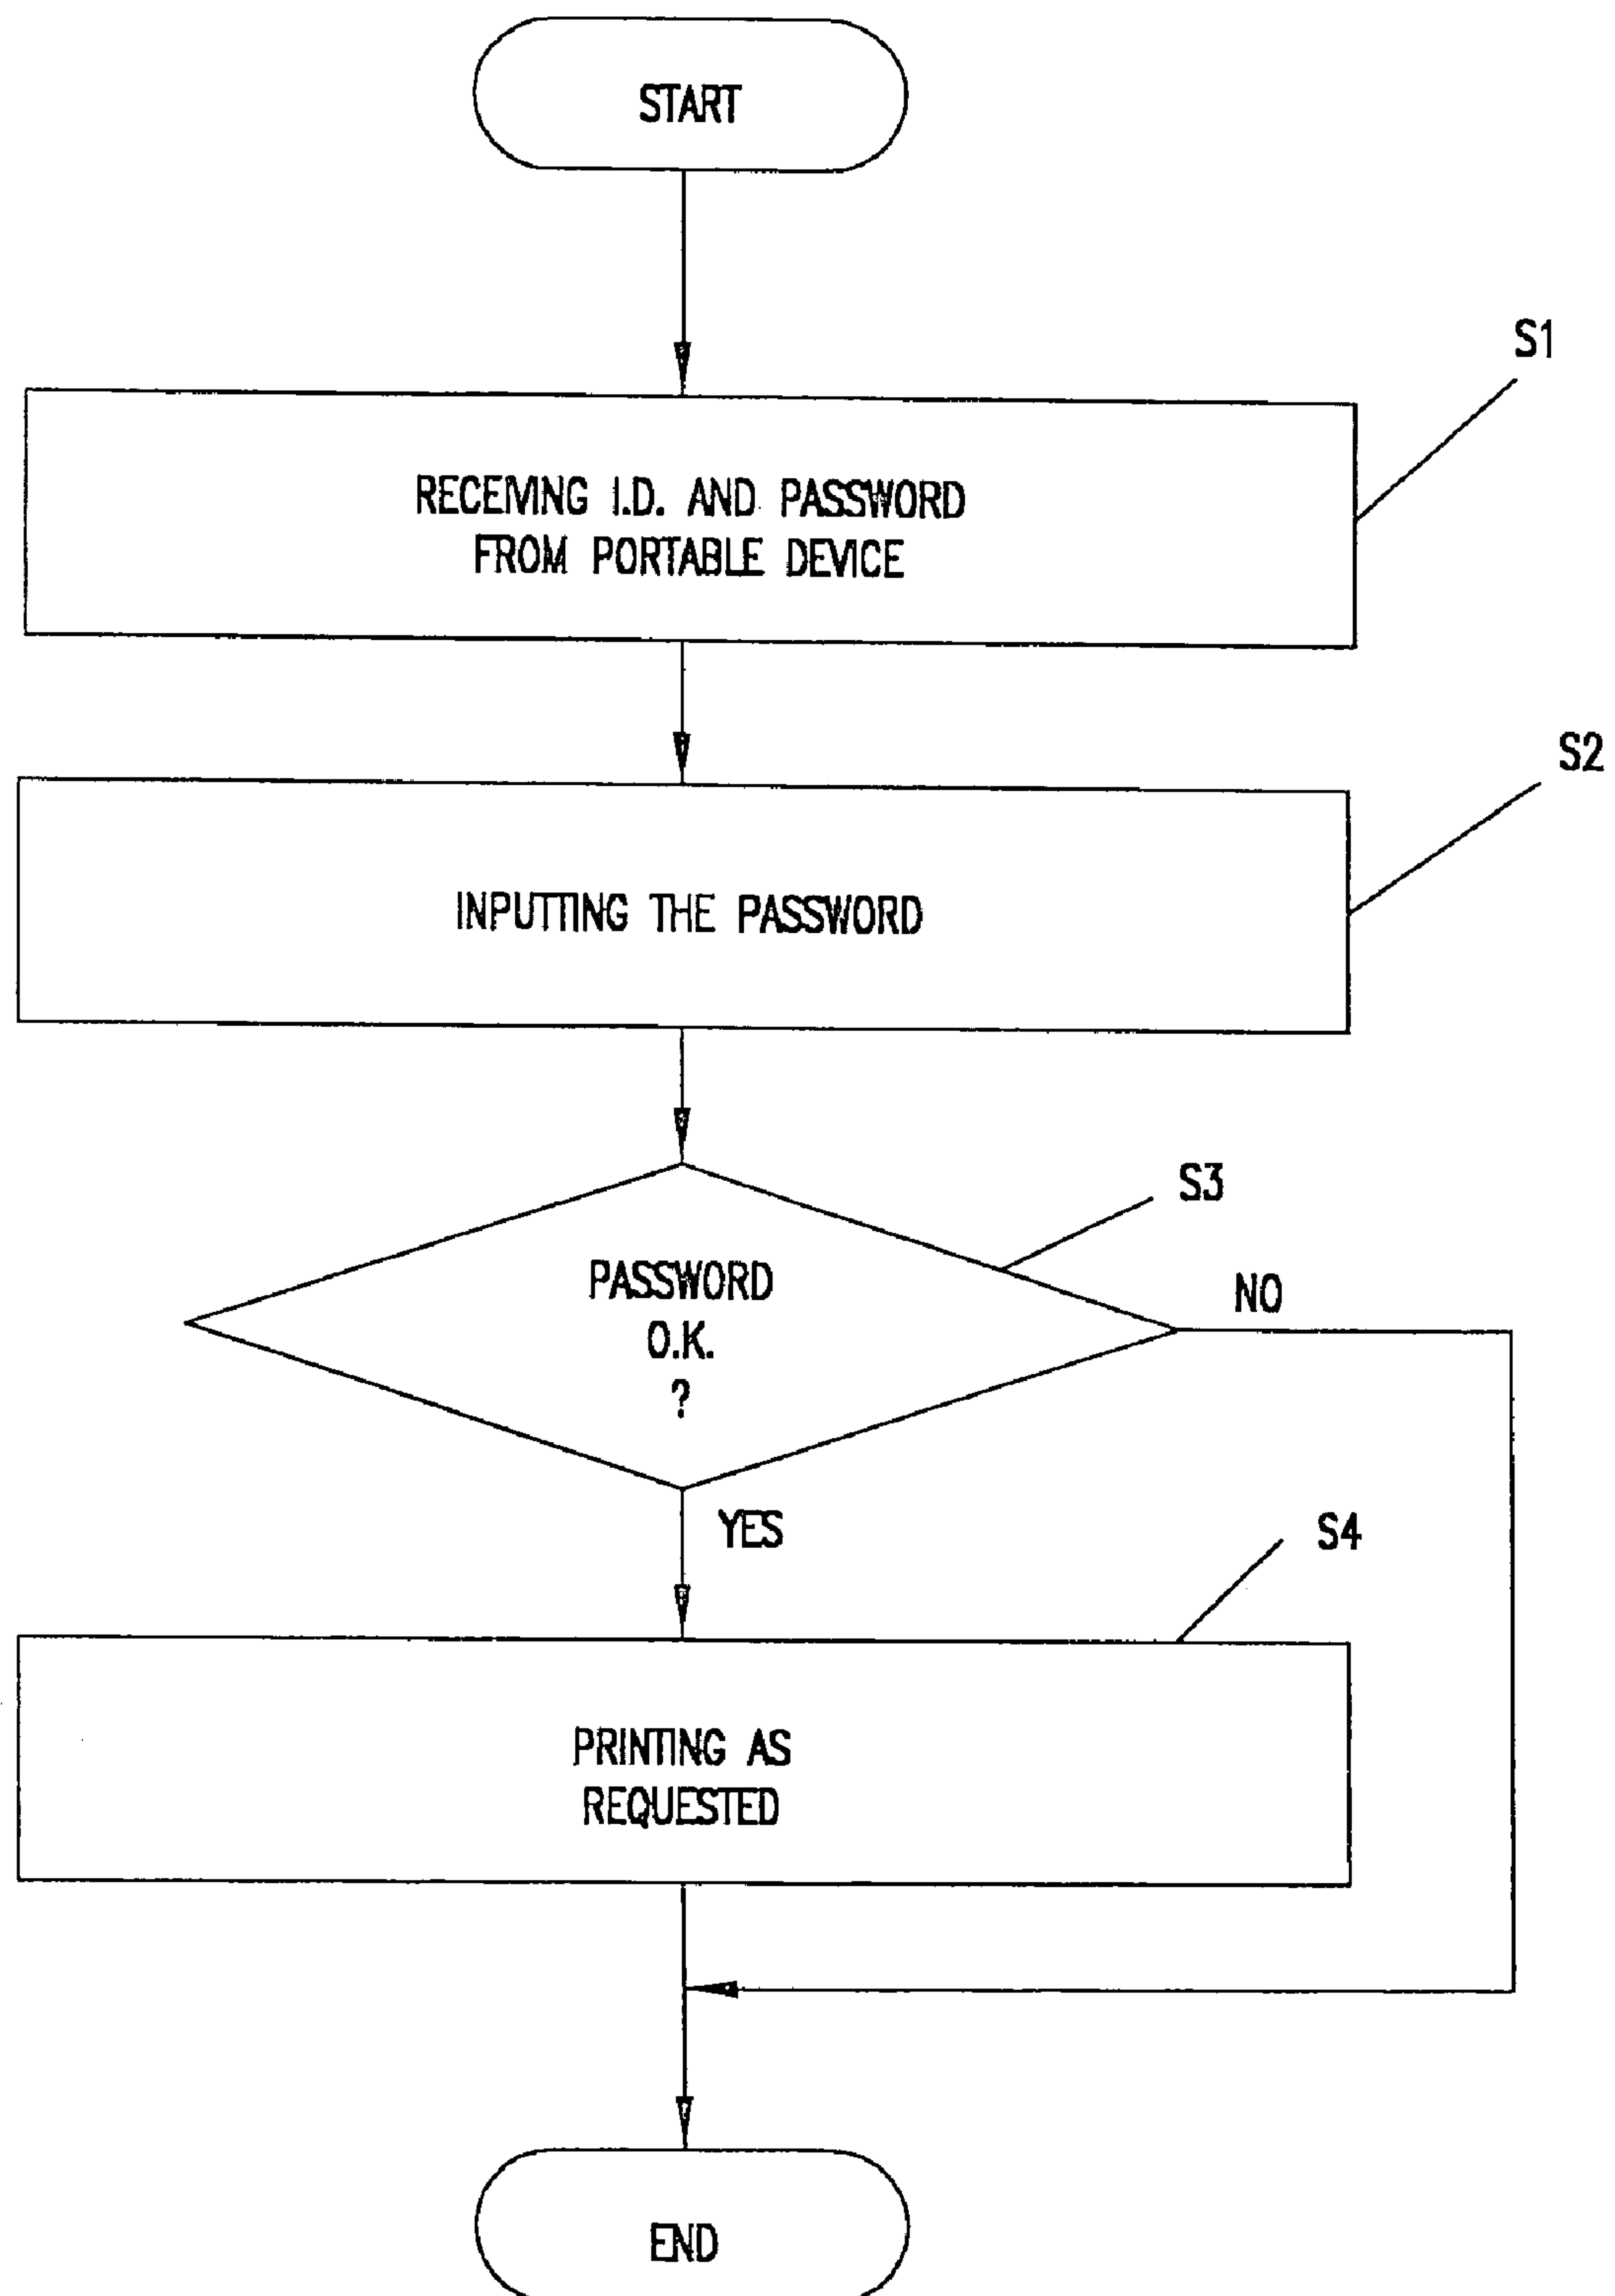 START
S1
RECEIVING I.D. AND PASSWORD
FROM PORTABLE DEVICE
S2
INPUTTING THE PASSWORD
S3
PASSWORD
O.K.
?
NO
YES
S4
PRINTING AS
REQUESTED
END